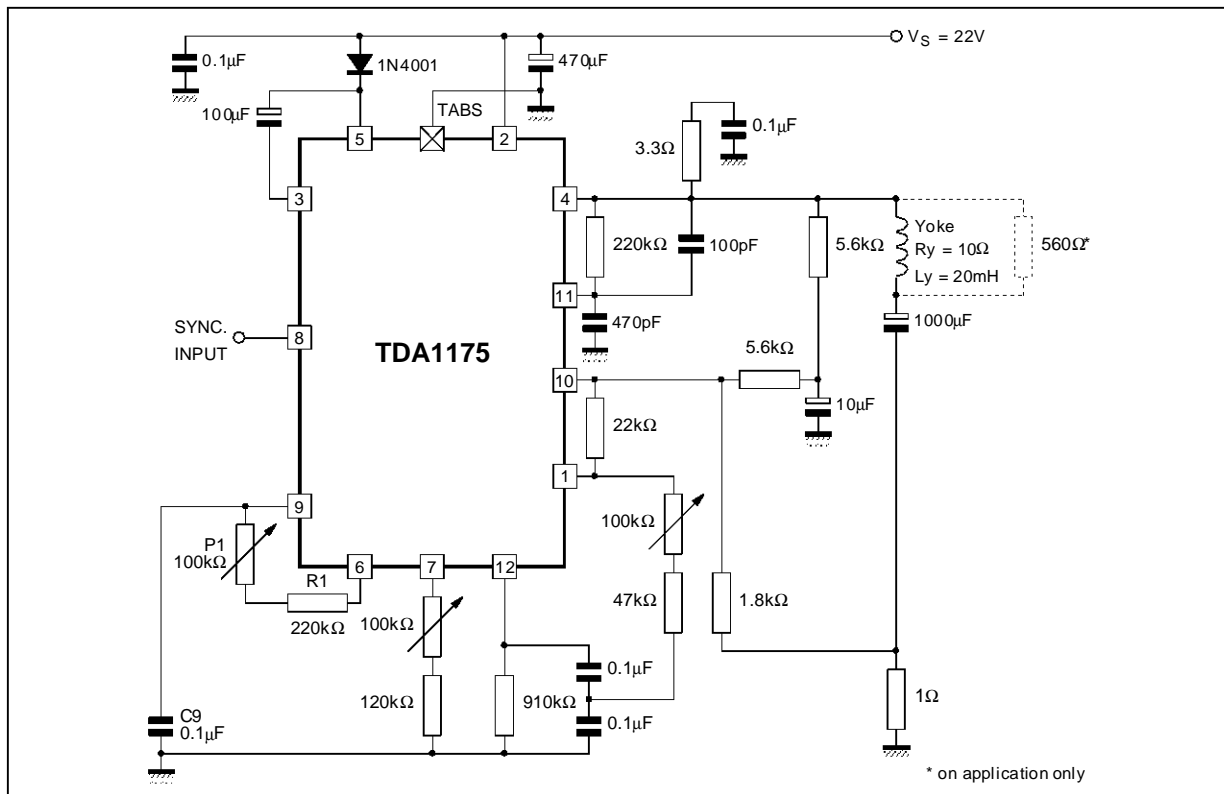 V_S = 22V
0.1µF
1N4001
470µF
100µF
TABS
5
2
0.1µF
3.3Ω
3
4
Yoke
Ry = 10Ω
Ly = 20mH
220kΩ
100pF
5.6kΩ
560Ω*
11
SYNC.
INPUT
8
470pF
1000µF
TDA1175
5.6kΩ
10
10µF
22kΩ
1
9
100kΩ
P1
100kΩ
6
7
12
R1
220kΩ
100kΩ
47kΩ
1.8kΩ
0.1µF
120kΩ
910kΩ
1Ω
C9
0.1µF
0.1µF
* on application only